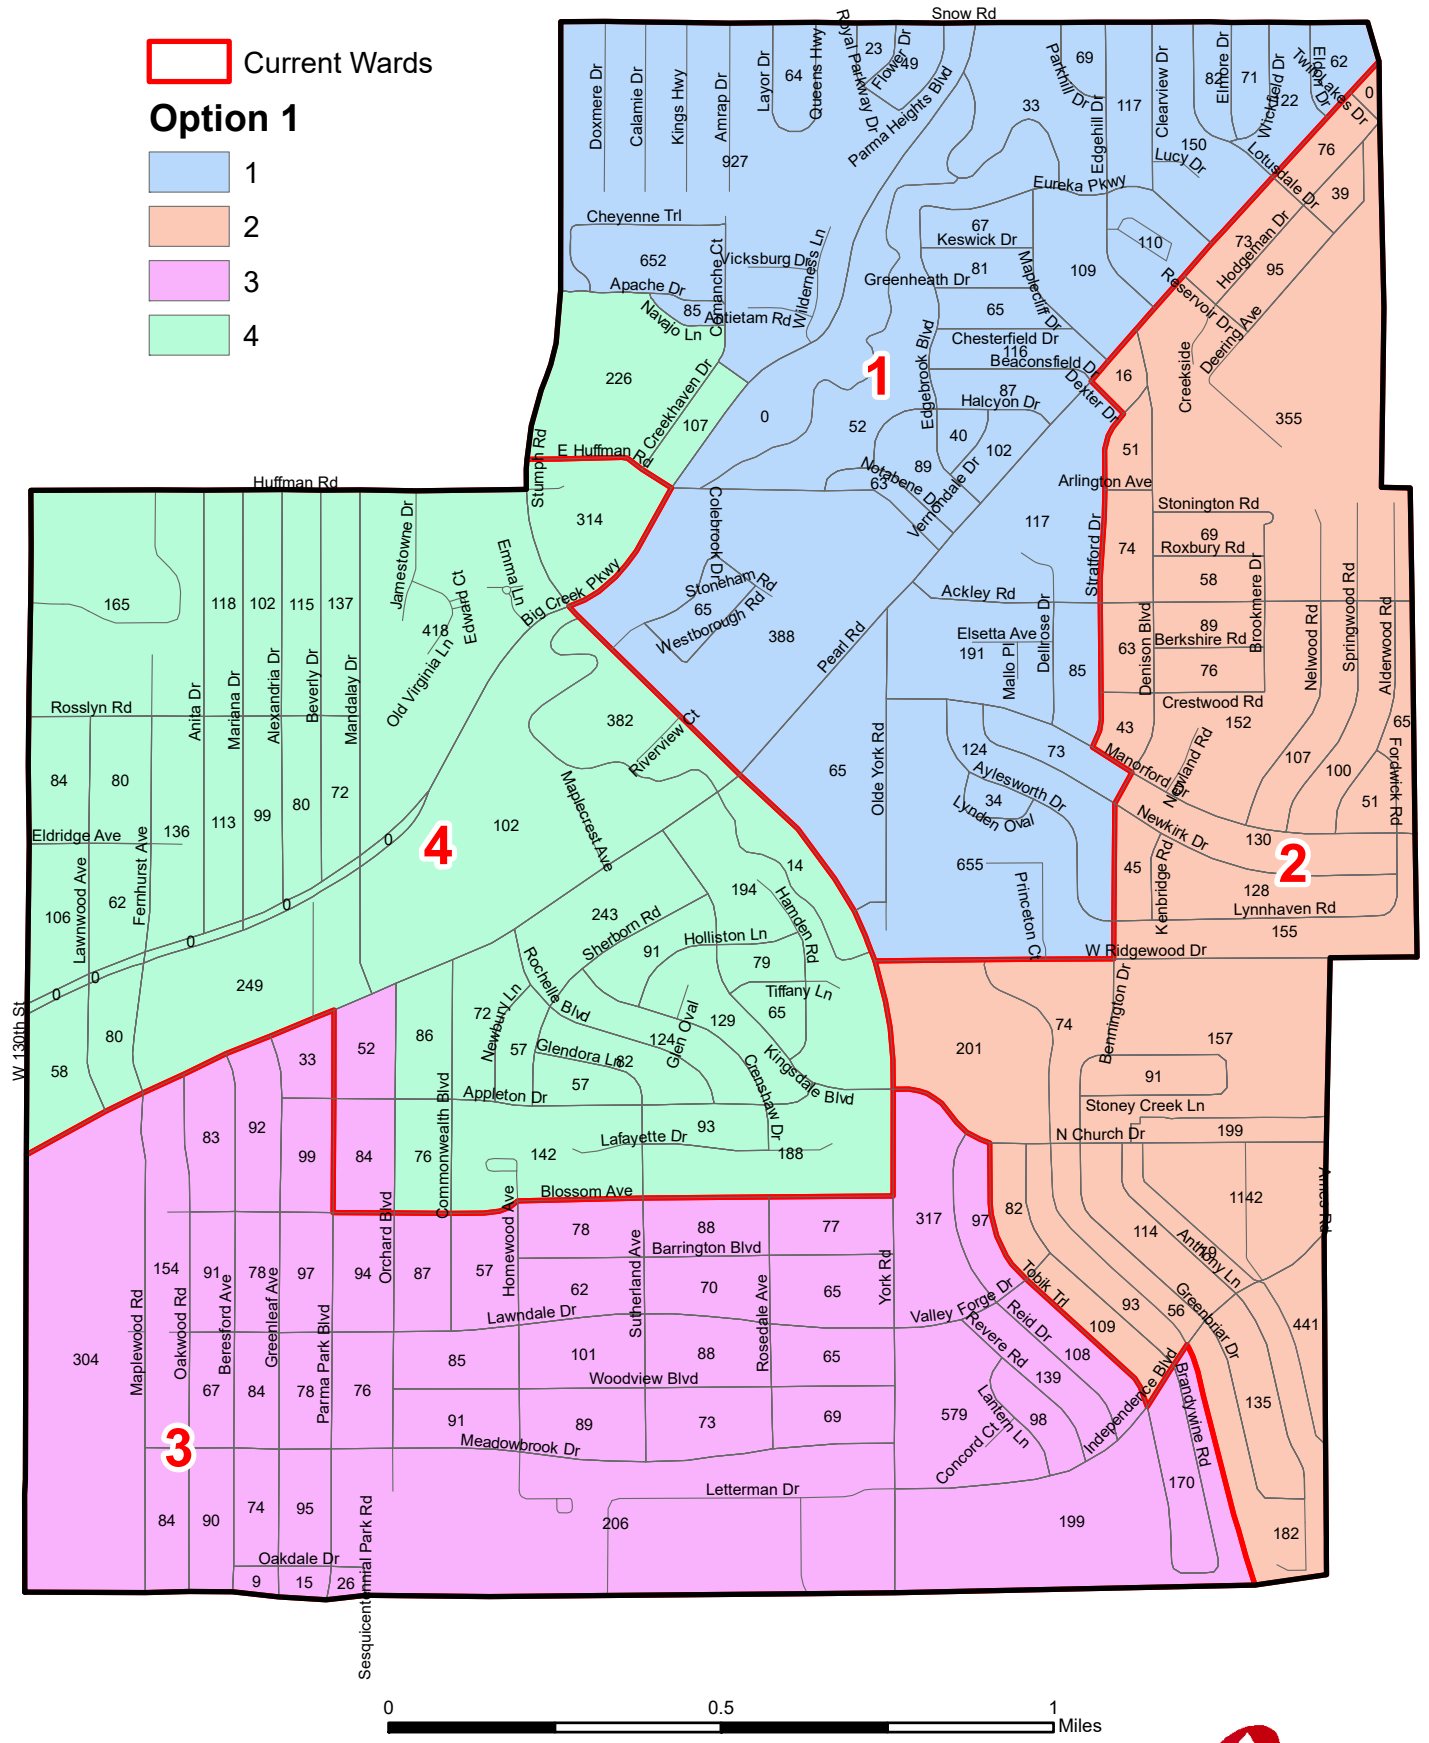 Snow Rd
Current Wards
Option 1
1
2
3
4
Doxmere Dr
Calamie Dr
Kings Hwy
Amrap Dr
Layor Dr
64
Queens Hwy
Royal Parkway Dr
23
Flower Dr
49
Parma Heights Blvd
33
Parkhill Dr
69
Edgehill Dr
117
Clearview Dr
82
Elmore Dr
71
Wickfield Dr
122
Eldon Dr
Twin Lakes Dr
62
0
927
150
Lucy Dr
Lotusdale Dr
76
39
Eureka Pkwy
Cheyenne Trl
652
Comanche Ct
Vicksburg Dr
Wilderness Ln
67
Keswick Dr
81
Greenheath Dr
Maplecliff Dr
109
110
73
Hodgeman Dr
95
Reservoir Dr
Deering Ave
Apache Dr
85
Navajo Ln
Antietam Rd
65
Chesterfield Dr
116
Beaconsfield Dr
1
Edgebrook Blvd
87
Halcyon Dr
Dexter Dr
16
Creekside
355
226
Creekhaven Dr
107
0
52
40
102
89
Notabene Dr
63
Vernondale Dr
51
Arlington Ave
Stumph Rd
E Huffman Rd
Huffman Rd
314
Colebrook Dr
117
Stratford Dr
74
Stonington Rd
69
Roxbury Rd
58
Brookmere Dr
165
118
102
115
137
Jamestowne Dr
Emma Ln
Edward Ct
418
Old Virginia Ln
Big Creek Pkwy
Stoneham Rd
65
Westborough Rd
388
Pearl Rd
Ackley Rd
Elsetta Ave
191
Mallo Pl
Dellrose Dr
85
63
Denison Blvd
89
Berkshire Rd
76
Crestwood Rd
Nelwood Rd
Springwood Rd
Alderwood Rd
Rosslyn Rd
Anita Dr
Mariana Dr
Alexandria Dr
Beverly Dr
Mandalay Dr
382
Riverview Ct
65
Olde York Rd
124
73
43
Manorford Dr
Newland Rd
152
107
100
65
51
Fordwick Rd
84
80
136
113
99
80
72
0
Eldridge Ave
4
102
Maplecrest Ave
Aylesworth Dr
34
Lynden Oval
Newkirk Dr
130
2
Lawnwood Ave
106
62
Fernhurst Ave
0
14
194
Hamden Rd
655
Princeton Ct
45
Kenbridge Rd
128
Lynnhaven Rd
155
243
Sherborn Rd
91
Holliston Ln
79
Tiffany Ln
65
W Ridgewood Dr
0
0
0
249
W 130th St
58
80
Rochelle Blvd
72
Newbury Ln
57
Glendora Ln
82
57
124
Glen Oval
129
Crenshaw Dr
Kingsdale Blvd
201
74
Bennington Dr
157
91
Stoney Creek Ln
33
52
86
Appleton Dr
Commonwealth Blvd
83
92
99
84
76
142
Lafayette Dr
93
188
N Church Dr
199
1142
Ames Rd
Blossom Ave
Orchard Blvd
Homewood Ave
78
88
77
317
97
82
114
Anthony Ln
19
Barrington Blvd
Sutherland Ave
Rosedale Ave
York Rd
154
91
78
97
94
87
57
62
70
65
Tobik Trl
93
56
Greenbriar Dr
441
Lawndale Dr
Valley Forge Dr
Reid Dr
109
Maplewood Rd
Oakwood Rd
Beresford Ave
Greenleaf Ave
Parma Park Blvd
304
67
84
78
76
85
101
88
65
Revere Rd
108
139
Woodview Blvd
Lantern Ln
Concord Ct
579
98
Independence Blvd
Brandywine Rd
135
3
91
89
73
69
Meadowbrook Dr
84
90
74
95
Letterman Dr
206
199
170
182
Oakdale Dr
9
15
26
Sesquicentennial Park Rd
0
0.5
1
Miles